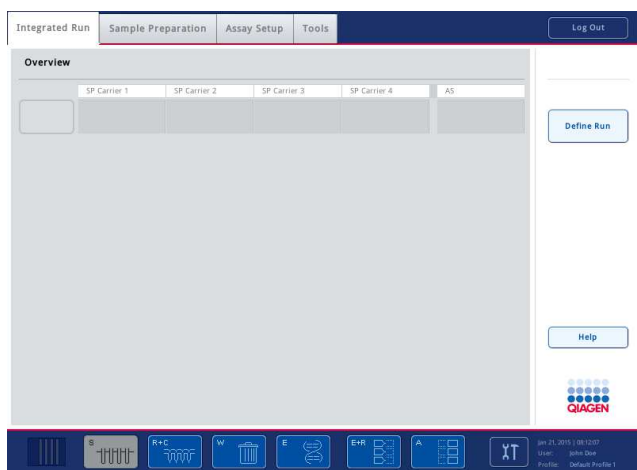 Integrated Run
Sample Preparation
Assay Setup
Tools
Log Out
Overview
SP Carrier 1
SP Carrier 2
SP Carrier 3
SP Carrier 4
AS
Define Run
Help
QIAGEN
S
R+C
W
E
E+R
A
Jan 21, 2015 | 08:12:07
User: John Doe
Profile: Default Profile 1